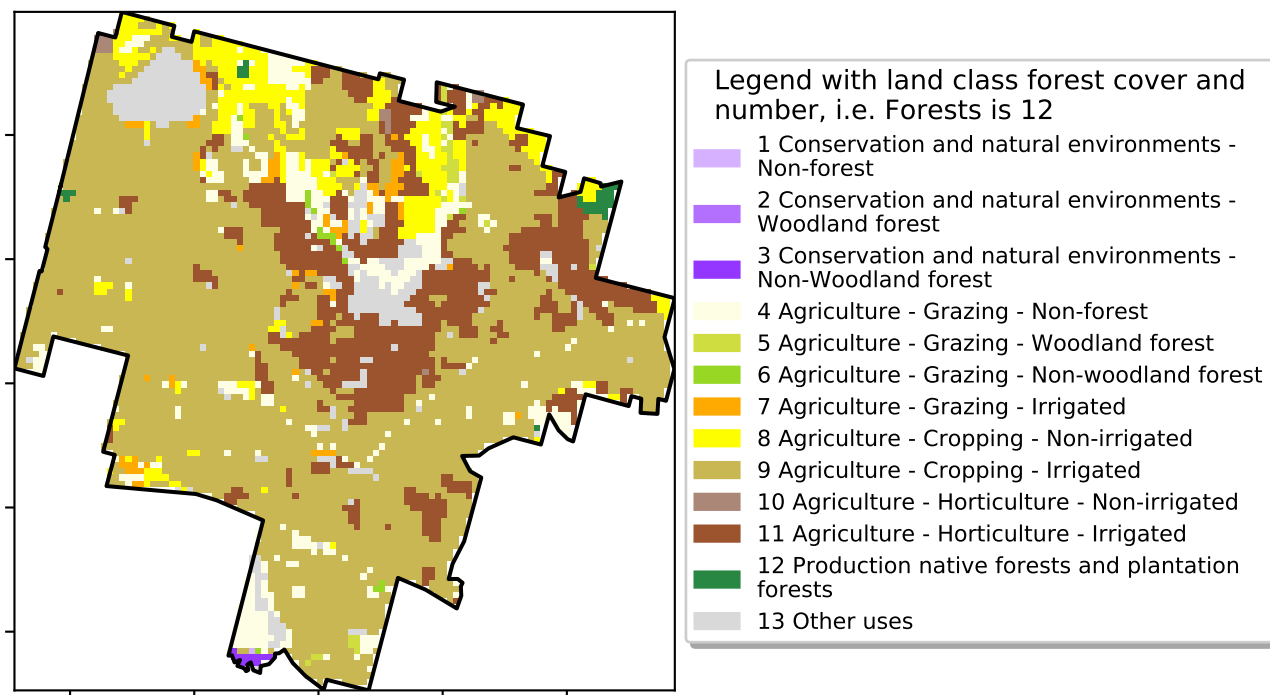 Legend with land class forest cover and
number, i.e. Forests is 12
1 Conservation and natural environments -
Non-forest
2 Conservation and natural environments -
Woodland forest
3 Conservation and natural environments -
Non-Woodland forest
4 Agriculture - Grazing - Non-forest
5 Agriculture - Grazing - Woodland forest
6 Agriculture - Grazing - Non-woodland forest
7 Agriculture - Grazing - Irrigated
8 Agriculture - Cropping - Non-irrigated
9 Agriculture - Cropping - Irrigated
10 Agriculture - Horticulture - Non-irrigated
11 Agriculture - Horticulture - Irrigated
12 Production native forests and plantation
forests
13 Other uses